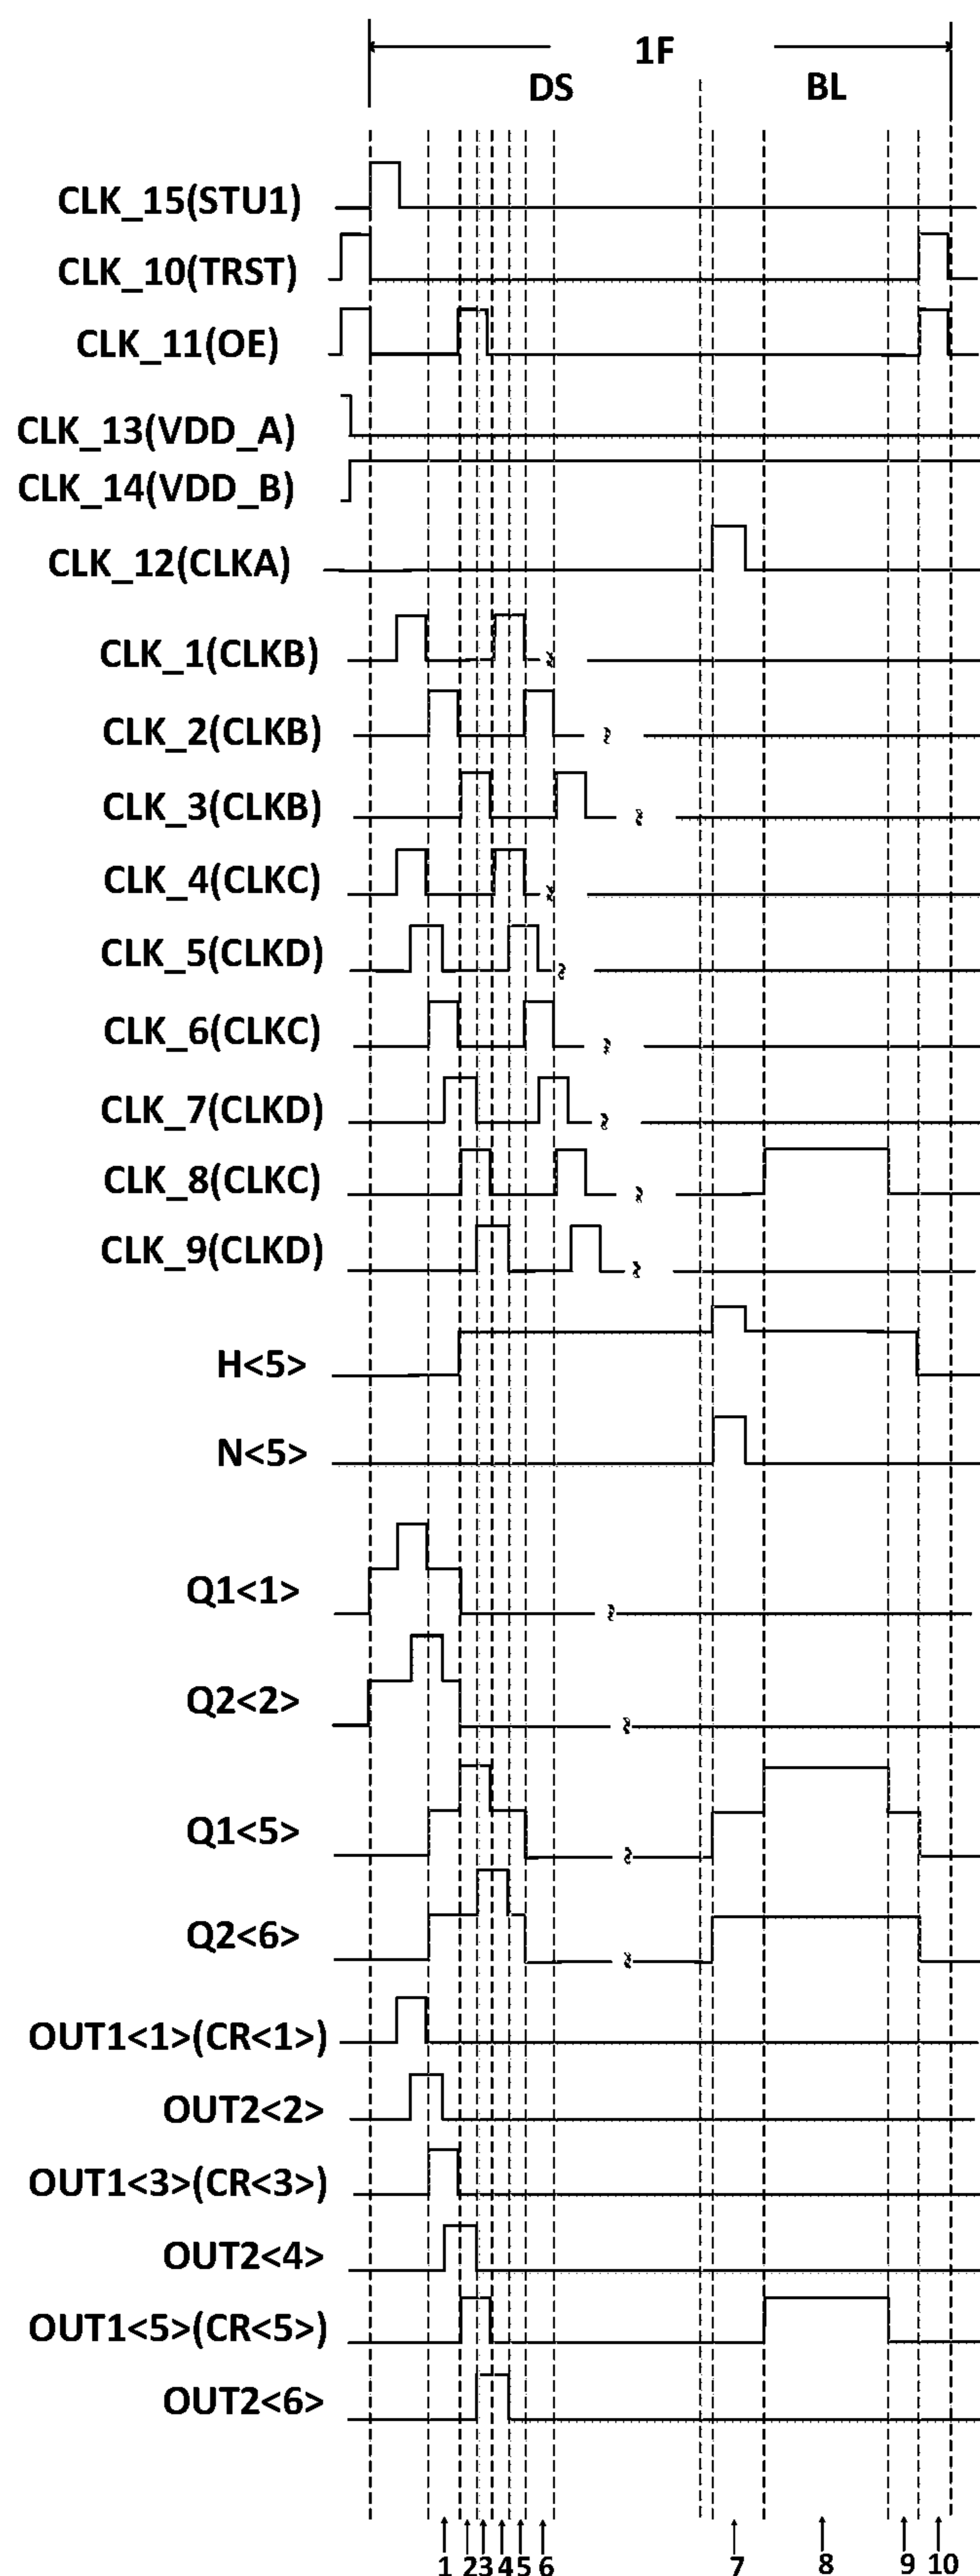 1F
DS BL
CLK_15(STU1)
CLK_10(TRST)
CLK_11(OE)
CLK_13(VDD_A)
CLK_14(VDD_B)
CLK_12(CLKA)
CLK_1(CLKB)
CLK_2(CLKB)
CLK_3(CLKB)
CLK_4(CLKC)
CLK_5(CLKD)
CLK_6(CLKC)
CLK_7(CLKD)
CLK_8(CLKC)
CLK_9(CLKD)
H<5>
N<5>
Q1<1>
Q2<2>
Q1<5>
Q2<6>
OUT1<1>(CR<1>)
OUT2<2>
OUT1<3>(CR<3>)
OUT2<4>
OUT1<5>(CR<5>)
OUT2<6>
1 2 3 4 5 6 7 8 9 10